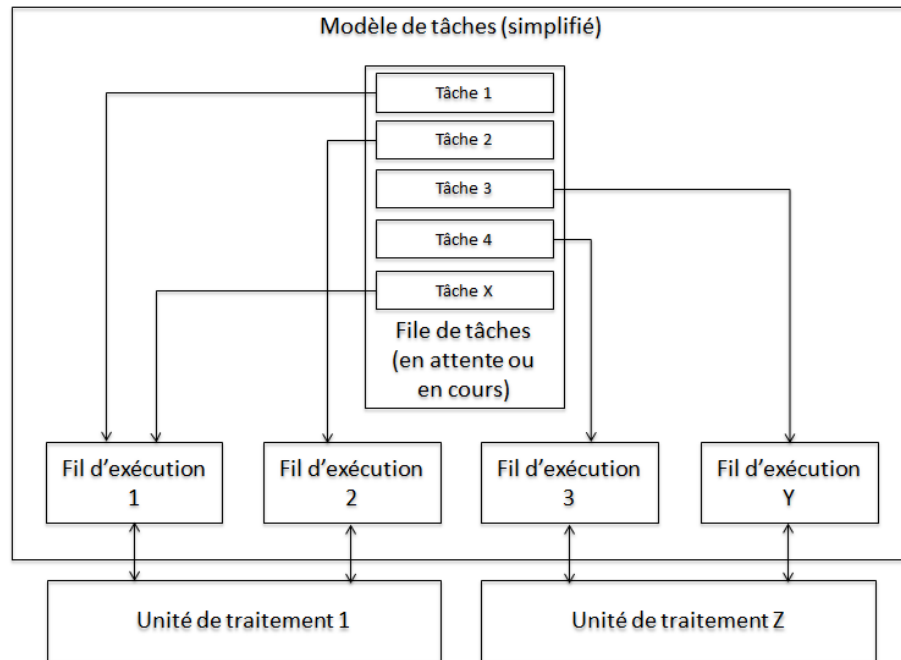 Modèle de tâches (simplifié)
Tâche 1
Tâche 2
Tâche 3
Tâche 4
Tâche X
File de tâches
(en attente ou
en cours)
Fil d'exécution
1
Fil d'exécution
2
Fil d'exécution
3
Fil d'exécution
Y
Unité de traitement 1
Unité de traitement Z